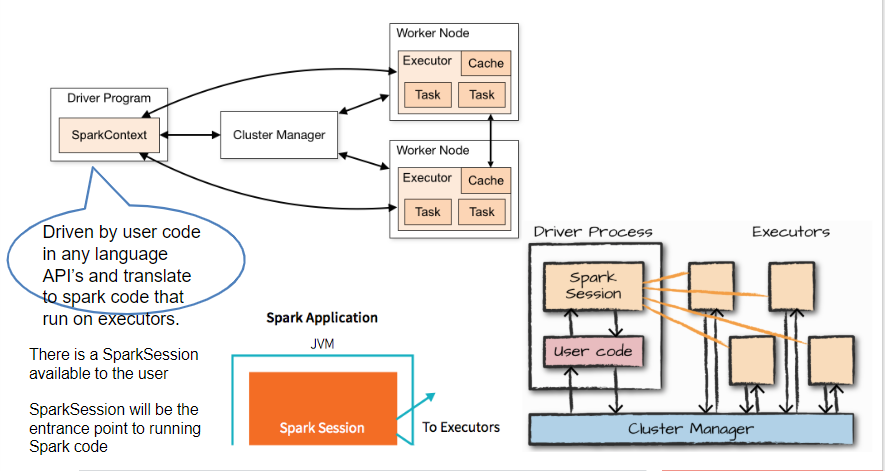 Worker Node
Executor
Cache
Task
Task
Driver Program
SparkContext
Cluster Manager
Worker Node
Executor
Cache
Task
Task
Driven by user code
in any language
API's and translate
to spark code that
run on executors.
There is a SparkSession
available to the user
SparkSession will be the
entrance point to running
Spark code
Spark Application
JVM
Spark Session
To Executors
Driver Process
Executors
Spark
Session
User code
Cluster Manager